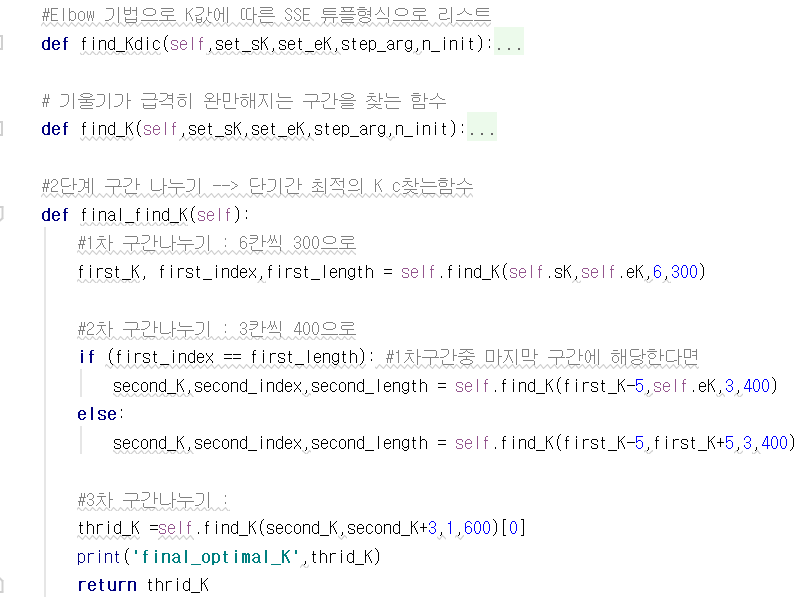 #Elbow 기법으로 K값에 따른 SSE 튜플형식으로 리스트
def find_Kdic(self,set_sK,set_eK,step_arg,n_init):...
# 기울기가 급격히 완만해지는 구간을 찾는 함수
def find_K(self,set_sK,set_eK,step_arg,n_init):...
#2단계 구간 나누기 --> 단기간 최적의 K c찾는함수
def final_find_K(self):
#1차 구간나누기 : 6칸씩 300으로
first_K, first_index,first_length = self.find_K(self.sK,self.eK,6,300)
#2차 구간나누기 : 3칸씩 400으로
if (first_index == first_length): #1차구간중 마지막 구간에 해당한다면
second_K,second_index,second_length = self.find_K(first_K-5,self.eK,3,400)
else:
second_K,second_index,second_length = self.find_K(first_K-5,first_K+5,3,400)
#3차 구간나누기 :
thrid_K =self.find_K(second_K,second_K+3,1,600)[0]
print('final_optimal_K',thrid_K)
return thrid_K